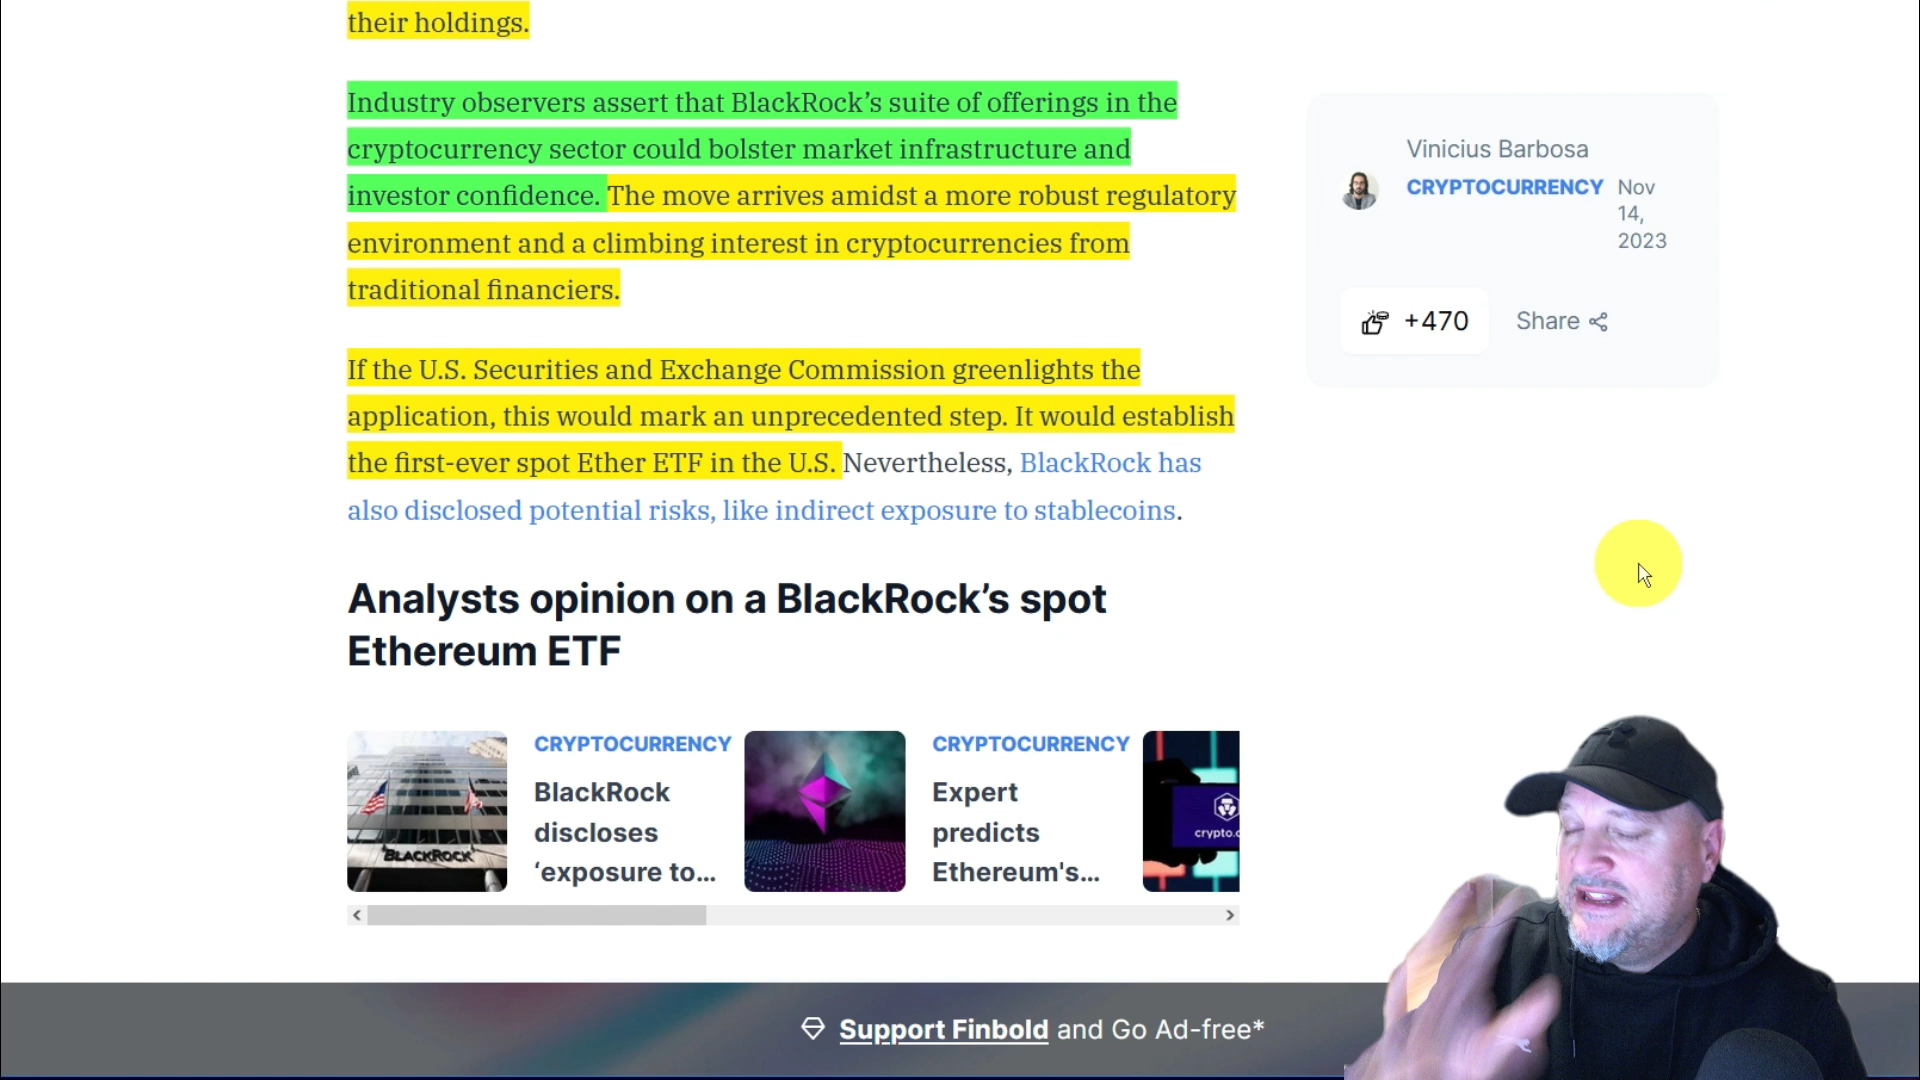 their holdings.
Industry observers assert that BlackRock’s suite of offerings in the
cryptocurrency sector could bolster market infrastructure and
investor confidence. The move arrives amidst a more robust regulatory
environment and a climbing interest in cryptocurrencies from
traditional financiers.
If the U.S. Securities and Exchange Commission greenlights the
application, this would mark an unprecedented step. It would establish
the first-ever spot Ether ETF in the U.S. Nevertheless, BlackRock has
also disclosed potential risks, like indirect exposure to stablecoins.
Vinicius Barbosa
CRYPTOCURRENCY Nov
14,
2023
+470 Share
Analysts opinion on a BlackRock’s spot
Ethereum ETF
BLACKROCK
CRYPTOCURRENCY
BlackRock
discloses
‘exposure to...
CRYPTOCURRENCY
Expert
predicts
Ethereum's...
Support Finbold and Go Ad-free*